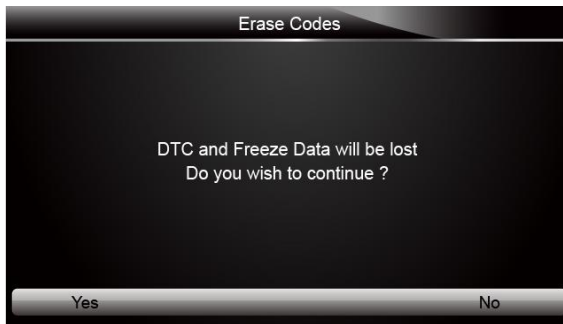 Erase Codes
DTC and Freeze Data will be lost
Do you wish to continue ?
Yes No